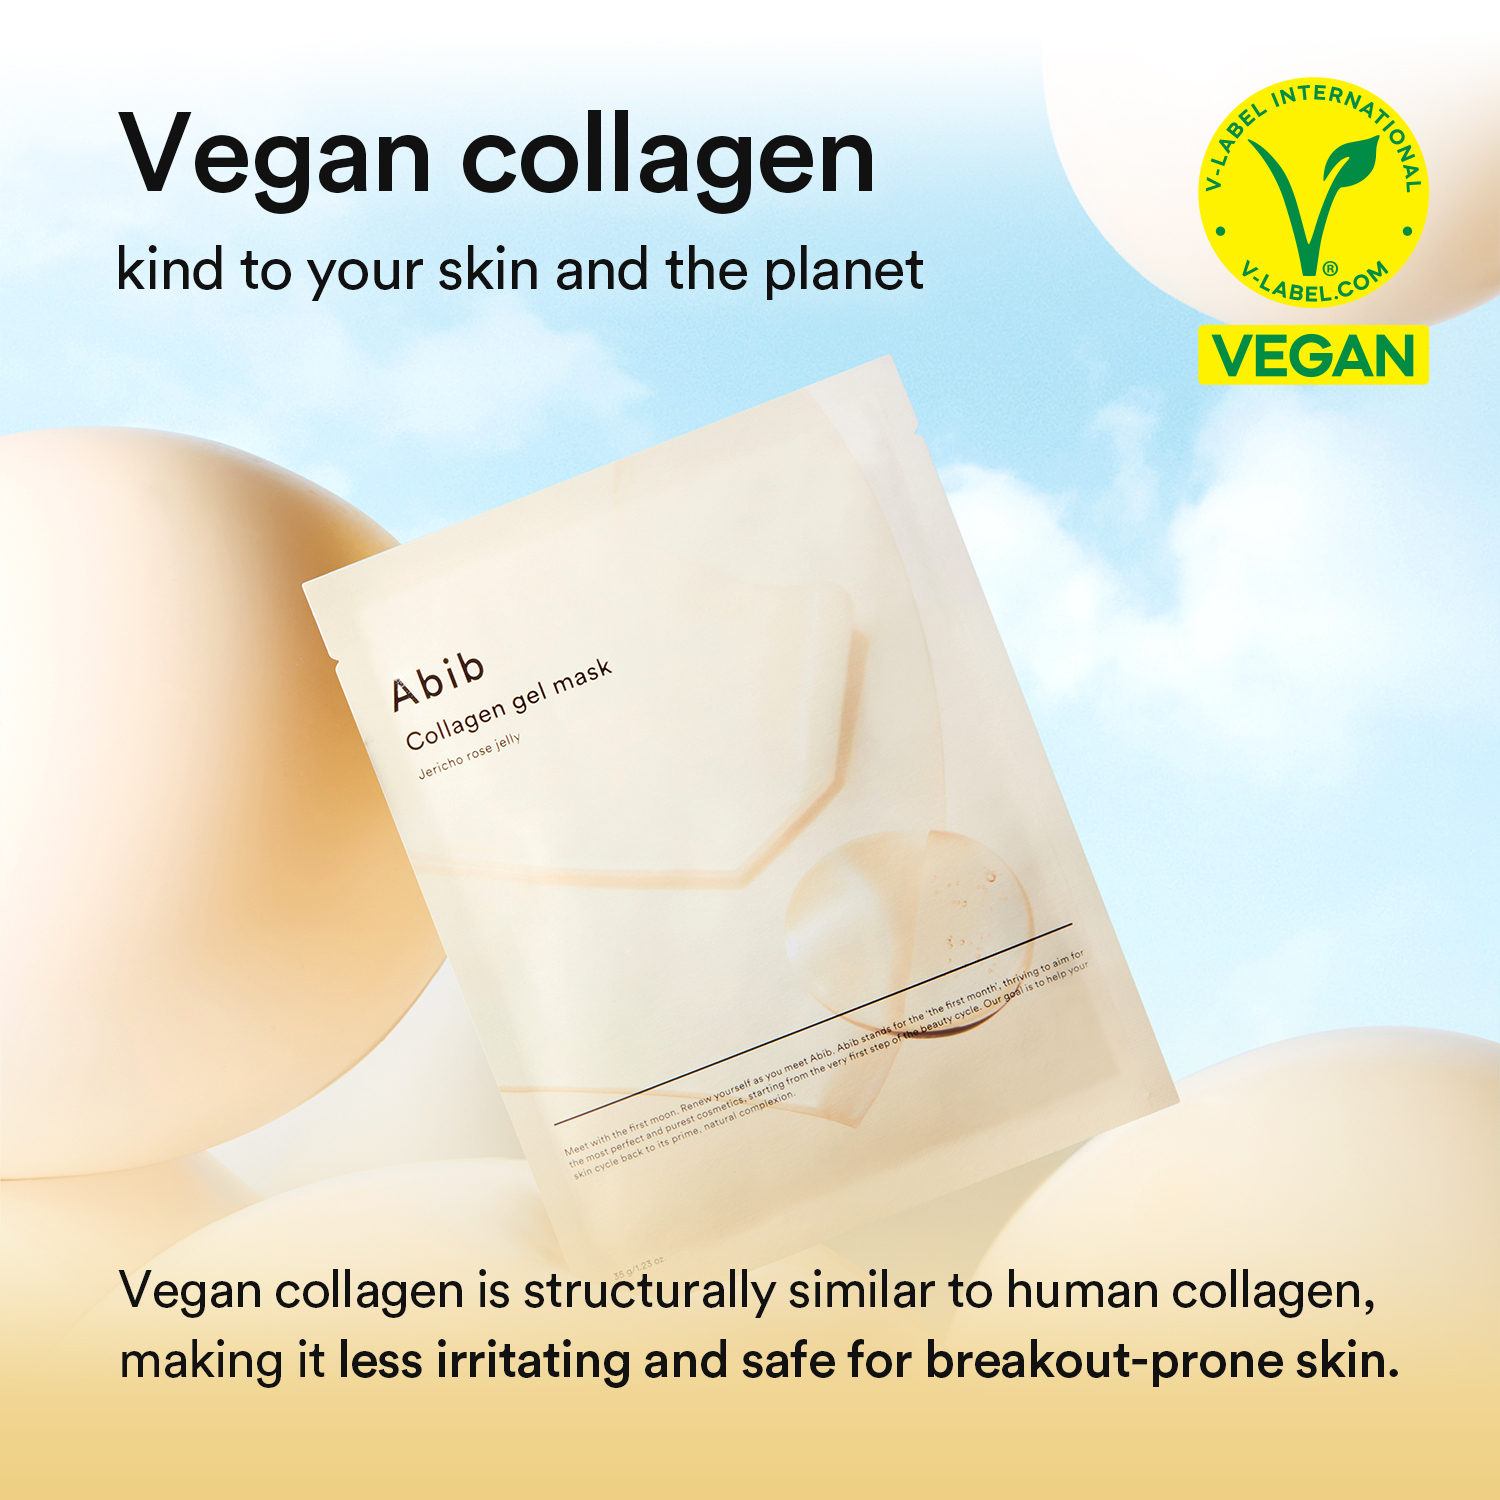 Vegan collagen
kind to your skin and the planet
V-LABEL INTERNATIONAL
®
V-LABEL.COM
VEGAN
Abib
Collagen gel mask
Jericho rose jelly
Meet with the first moon. Renew yourself as you meet Abib. Abib stands for the 'the first month', thriving to aim for
the most perfect and purest cosmetics, starting from the very first step of the beauty cycle. Our goal is to help your
skin cycle back to its prime, natural complexion.
35 g/1.23 oz
Vegan collagen is structurally similar to human collagen,
making it less irritating and safe for breakout-prone skin.